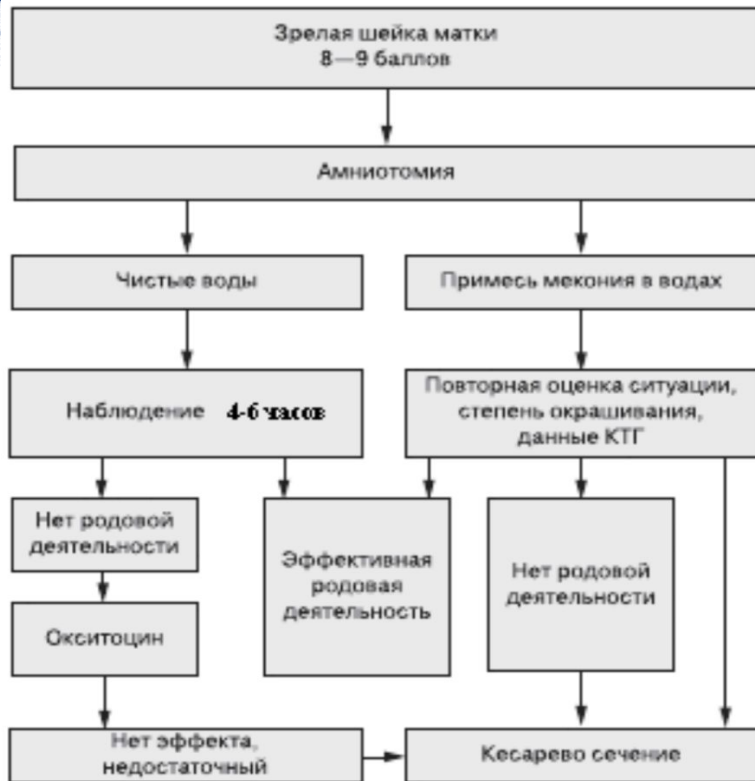 Зрелая шейка матки
8—9 баллов
Амниотомия
Чистые воды
Примесь мекония в водах
Наблюдение 4-6 часов
Повторная оценка ситуации,
степень окрашивания,
данные КТГ
Нет родовой
деятельности
Эффективная
родовая
деятельность
Нет родовой
деятельности
Окситоцин
Нет эффекта,
недостаточный
Кесарево сечение